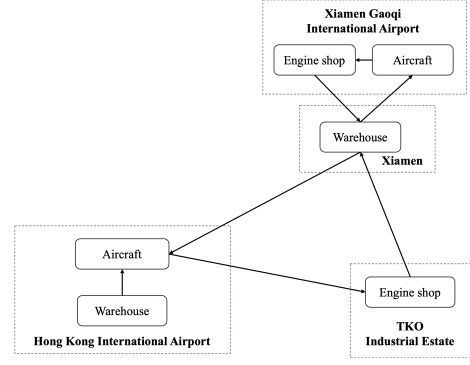 Xiamen Gaoqi
International Airport
Engine shop
Aircraft
Warehouse
Xiamen
Aircraft
Warehouse
Hong Kong International Airport
Engine shop
TKO
Industrial Estate